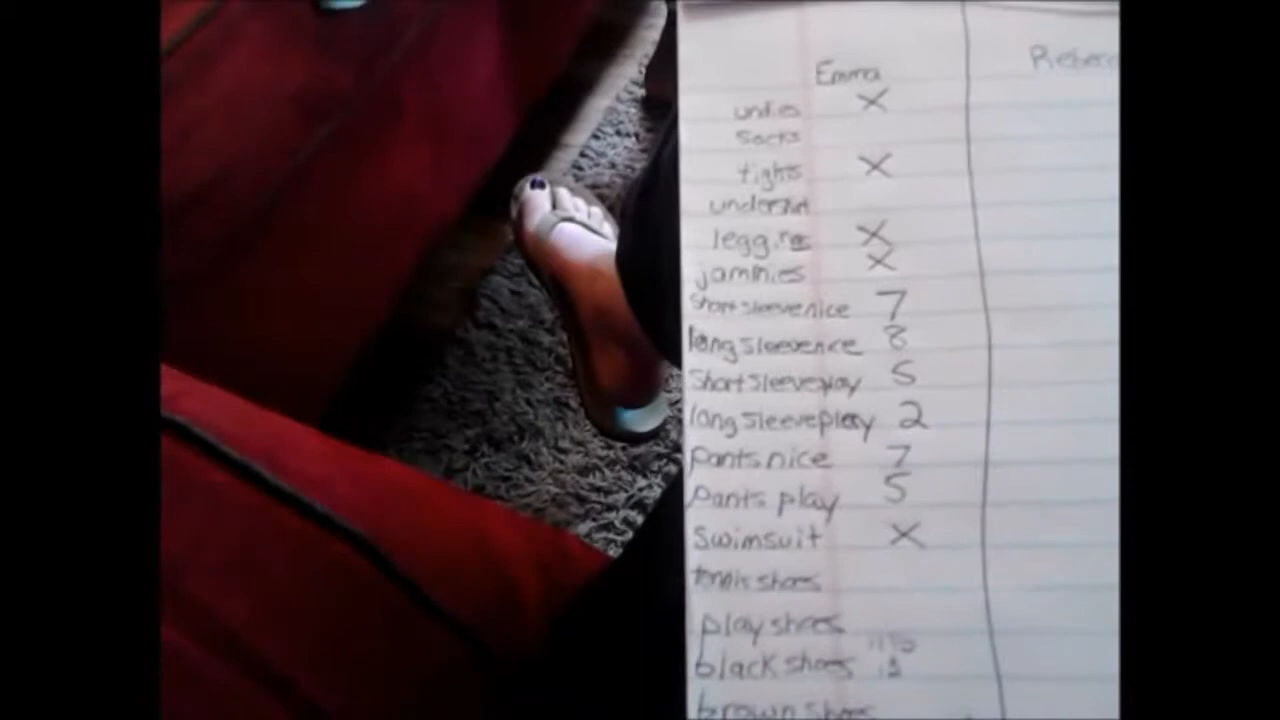 Emma
undies X
socks
tights X
undershirt
leggings X
jammies X
short sleeve nice 7
long sleeve nice 8
short sleeve play 5
long sleeve play 2
pants nice 7
pants play 5
swimsuit X
tennis shoes
play shoes
black shoes
brown shoes